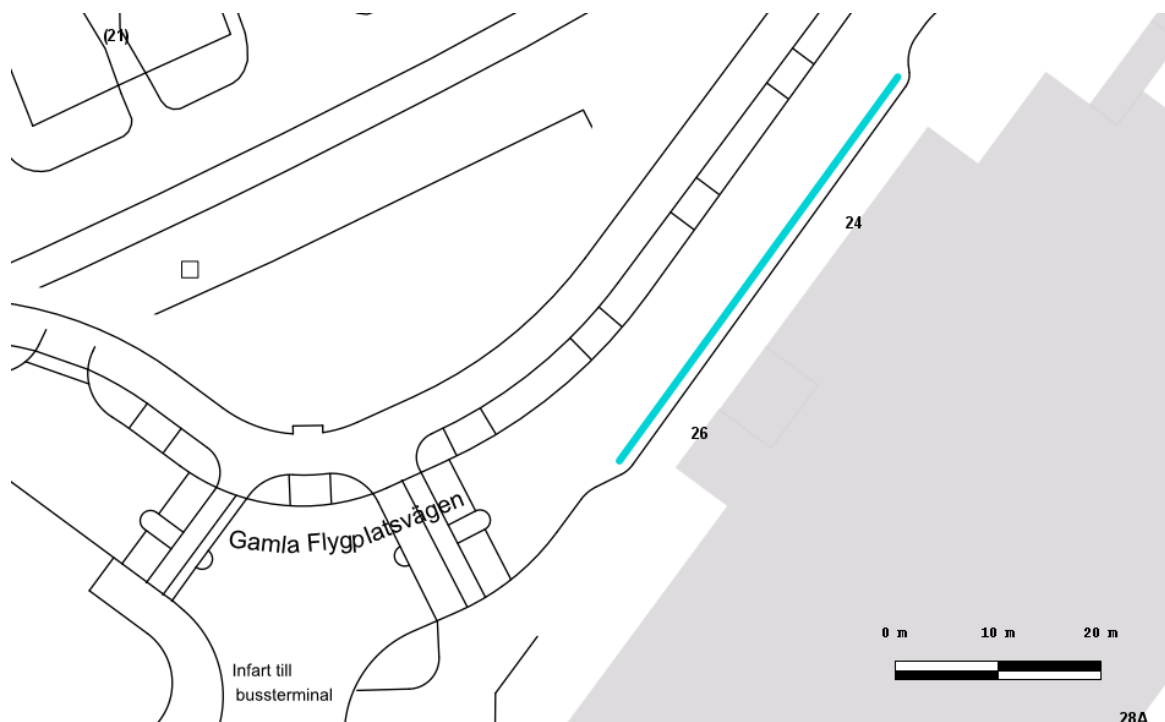 (21)
24
26
Gamla Flygplatsvägen
0 m 10 m 20 m
Infart till
bussterminal
28A